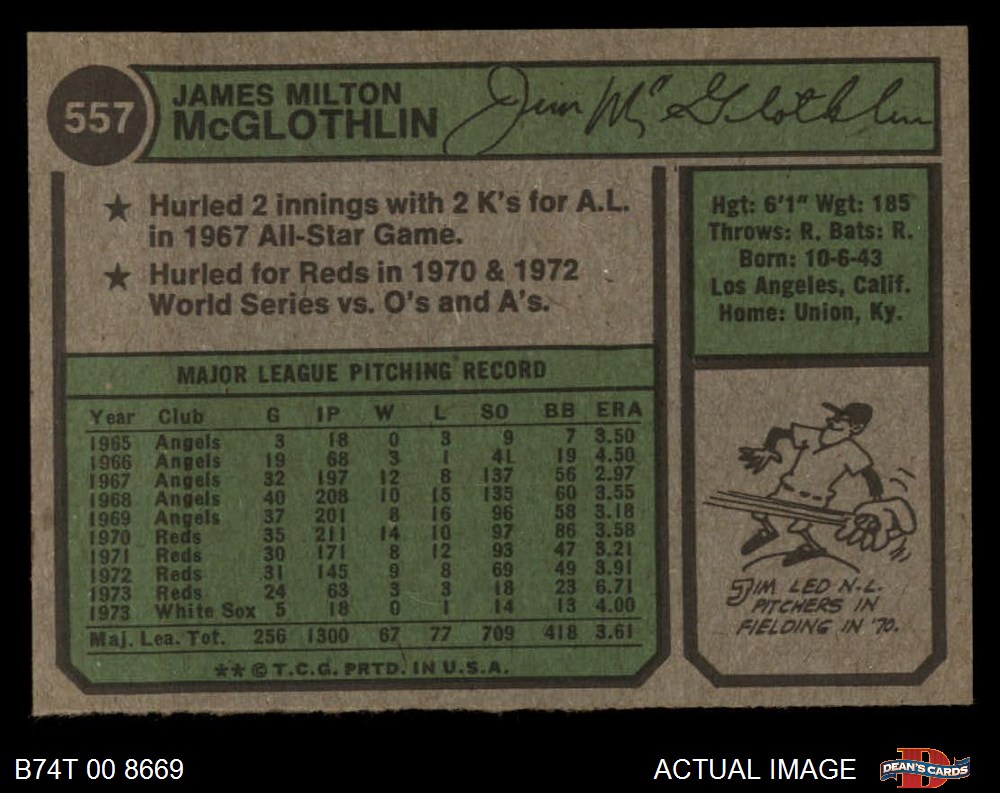 557
JAMES MILTON
McGLOTHLIN
Jim McGlothlin
★ Hurled 2 innings with 2 K's for A.L.
in 1967 All-Star Game.
★ Hurled for Reds in 1970 & 1972
World Series vs. O's and A's.
Hgt: 6'1" Wgt: 185
Throws: R. Bats: R.
Born: 10-6-43
Los Angeles, Calif.
Home: Union, Ky.
MAJOR LEAGUE PITCHING RECORD
Year Club G IP W L SO BB ERA
1965 Angels 3 18 0 3 9 7 3.50
1966 Angels 19 68 3 1 41 19 4.50
1967 Angels 32 197 12 8 137 56 2.97
1968 Angels 40 208 10 15 135 60 3.55
1969 Angels 37 201 8 16 96 58 3.18
1970 Reds 35 211 14 10 97 86 3.58
1971 Reds 30 171 8 12 93 47 3.21
1972 Reds 31 145 9 8 69 49 3.91
1973 Reds 24 63 3 3 18 23 6.71
1973 White Sox 5 18 0 1 14 13 4.00
Maj. Lea. Tot. 256 1300 67 77 709 418 3.61
** © T.C.G. PRTD. IN U.S.A.
JIM LED N.L.
PITCHERS IN
FIELDING IN '70.
B74T 00 8669
ACTUAL IMAGE
D
DEAN'S CARDS